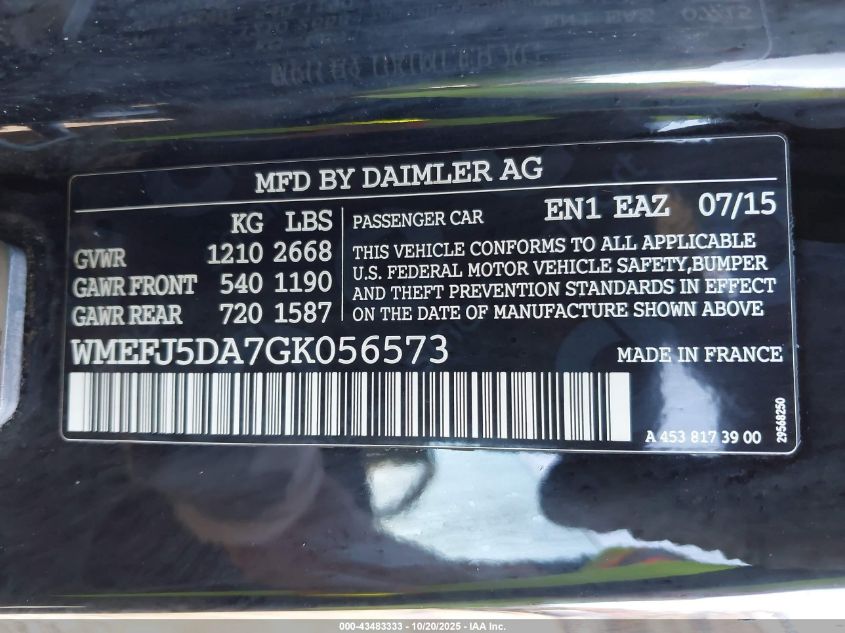 MFD BY DAIMLER AG
KG LBS
GVWR 1210 2668
GAWR FRONT 540 1190
GAWR REAR 720 1587
PASSENGER CAR EN1 EAZ 07/15
THIS VEHICLE CONFORMS TO ALL APPLICABLE
U.S. FEDERAL MOTOR VEHICLE SAFETY,BUMPER
AND THEFT PREVENTION STANDARDS IN EFFECT
ON THE DATE OF MANUFACTURE SHOWN ABOVE
WMEFJ5DA7GK056573 MADE IN FRANCE
A 453 817 39 00
29568250
000-43483333 - 10/20/2025 - IAA Inc.